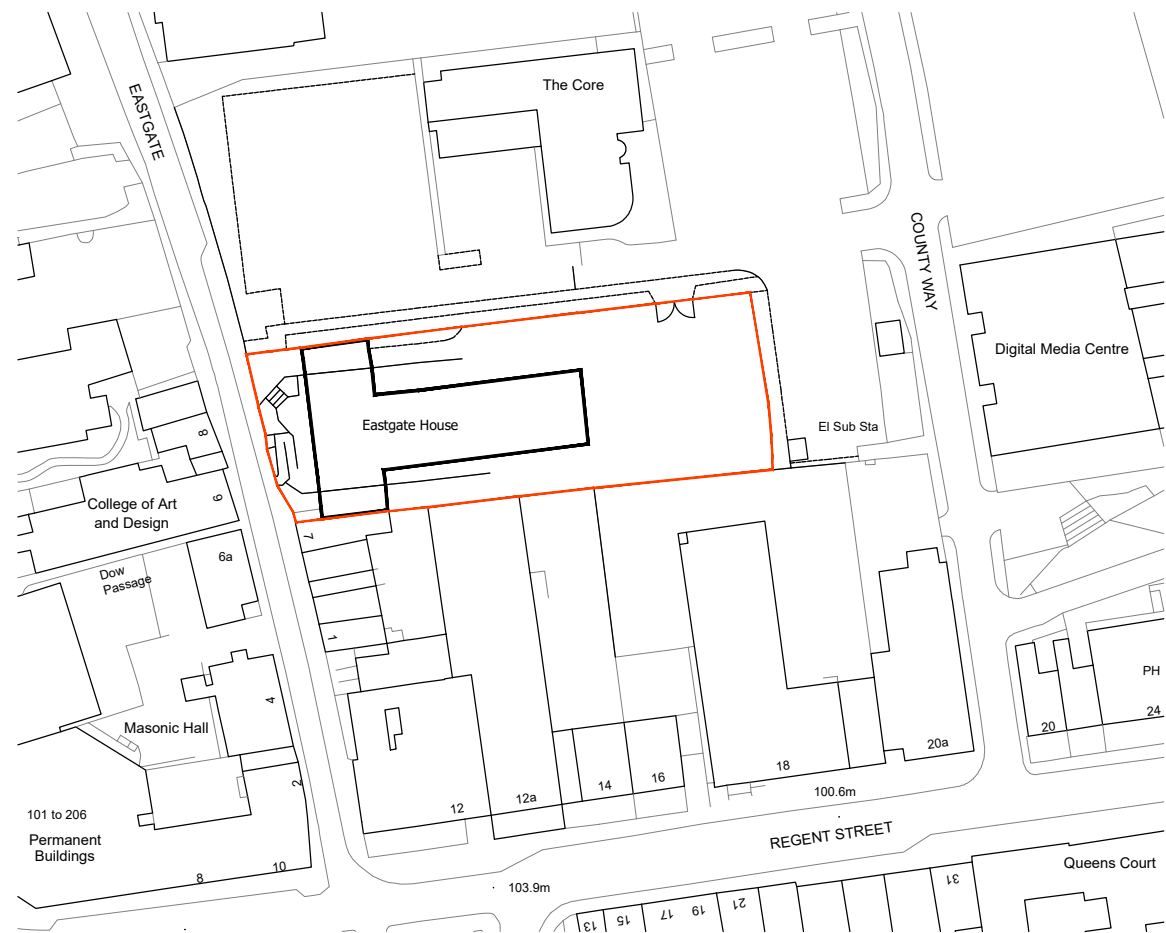 The Core
EASTGATE
COUNTY WAY
Digital Media Centre
Eastgate House
El Sub Sta
8
College of Art
and Design
6
6a
7
Dow
Passage
1
4
PH
Masonic Hall
20
24
20a
2
18
16
14
12a
12
100.6m
101 to 206
Permanent
Buildings
REGENT STREET
Queens Court
10
8
103.9m
31
21
19
17
15
13